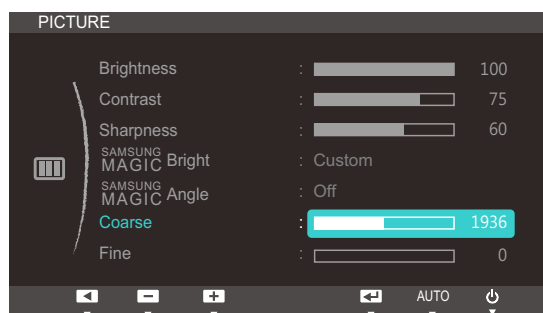 PICTURE
Brightness : 100
Contrast : 75
Sharpness : 60
SAMSUNG MAGIC Bright : Custom
SAMSUNG MAGIC Angle : Off
Coarse : 1936
Fine : 0
AUTO